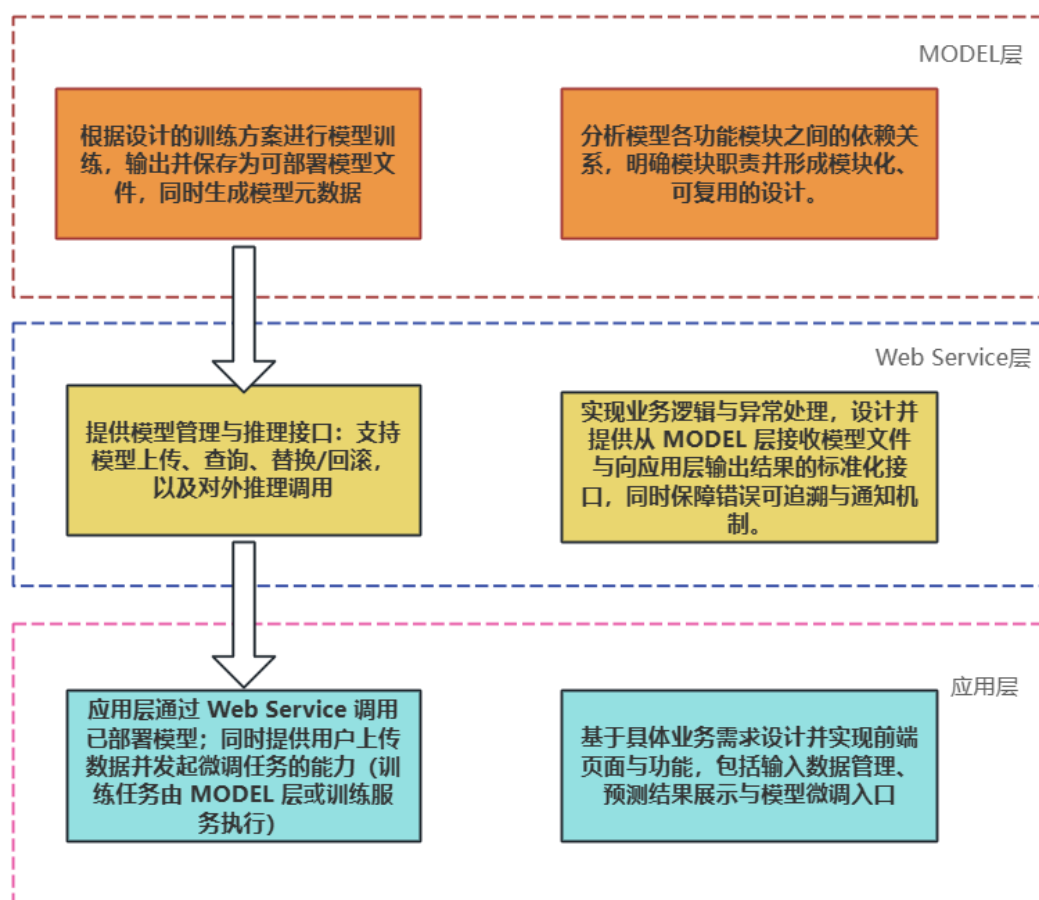 MODEL层
根据设计的训练方案进行模型训
练，输出并保存为可部署模型文
件，同时生成模型元数据
分析模型各功能模块之间的依赖关
系，明确模块职责并形成模块化、
可复用的设计。
Web Service层
提供模型管理与推理接口：支持
模型上传、查询、替换/回滚，
以及对外推理调用
实现业务逻辑与异常处理，设计并
提供从 MODEL 层接收模型文件
与向应用层输出结果的标准化接
口，同时保障错误可追溯与通知机
制。
应用层
应用层通过 Web Service 调用
已部署模型；同时提供用户上传
数据并发起微调任务的能力（训
练任务由 MODEL 层或训练服
务执行）
基于具体业务需求设计并实现前端
页面与功能，包括输入数据管理、
预测结果展示与模型微调入口